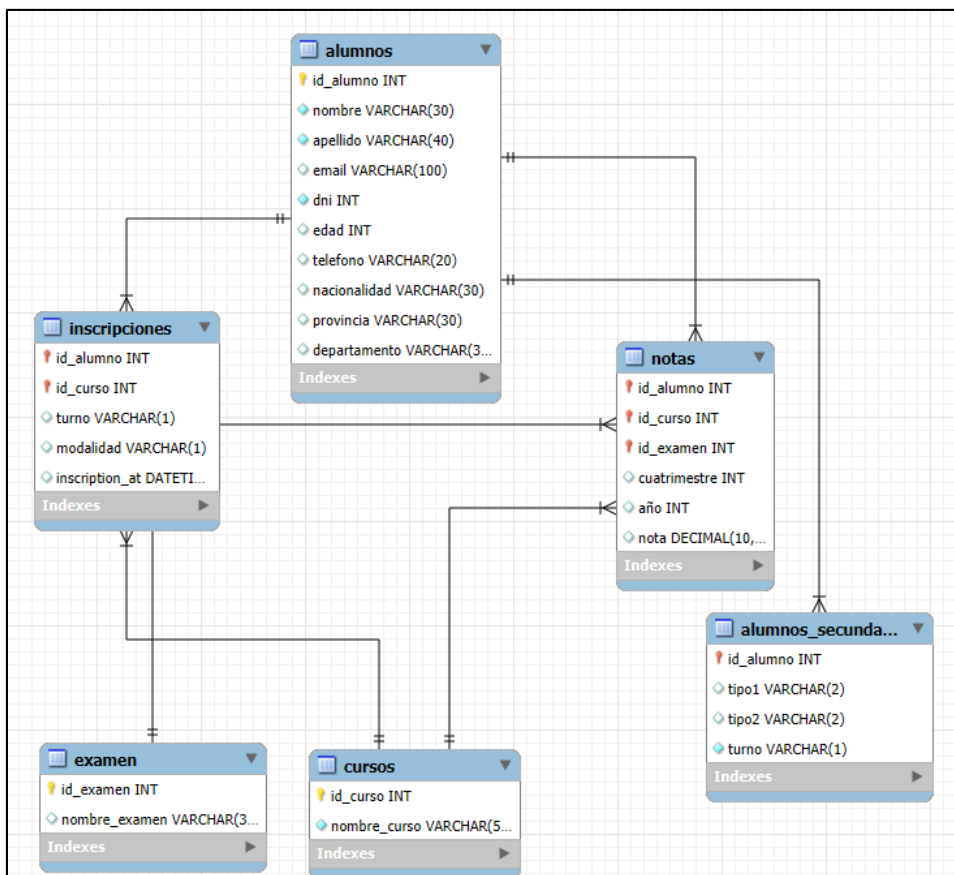 alumnos
id_alumno INT
nombre VARCHAR(30)
apellido VARCHAR(40)
email VARCHAR(100)
dni INT
edad INT
telefono VARCHAR(20)
nacionalidad VARCHAR(30)
provincia VARCHAR(30)
departamento VARCHAR(3...
Indexes
inscripciones
id_alumno INT
id_curso INT
turno VARCHAR(1)
modalidad VARCHAR(1)
inscription_at DATETI...
Indexes
notas
id_alumno INT
id_curso INT
id_examen INT
cuatrimestre INT
año INT
nota DECIMAL(10,...
Indexes
alumnos_secunda...
id_alumno INT
tipo1 VARCHAR(2)
tipo2 VARCHAR(2)
turno VARCHAR(1)
Indexes
examen
id_examen INT
nombre_examen VARCHAR(3...
Indexes
cursos
id_curso INT
nombre_curso VARCHAR(5...
Indexes